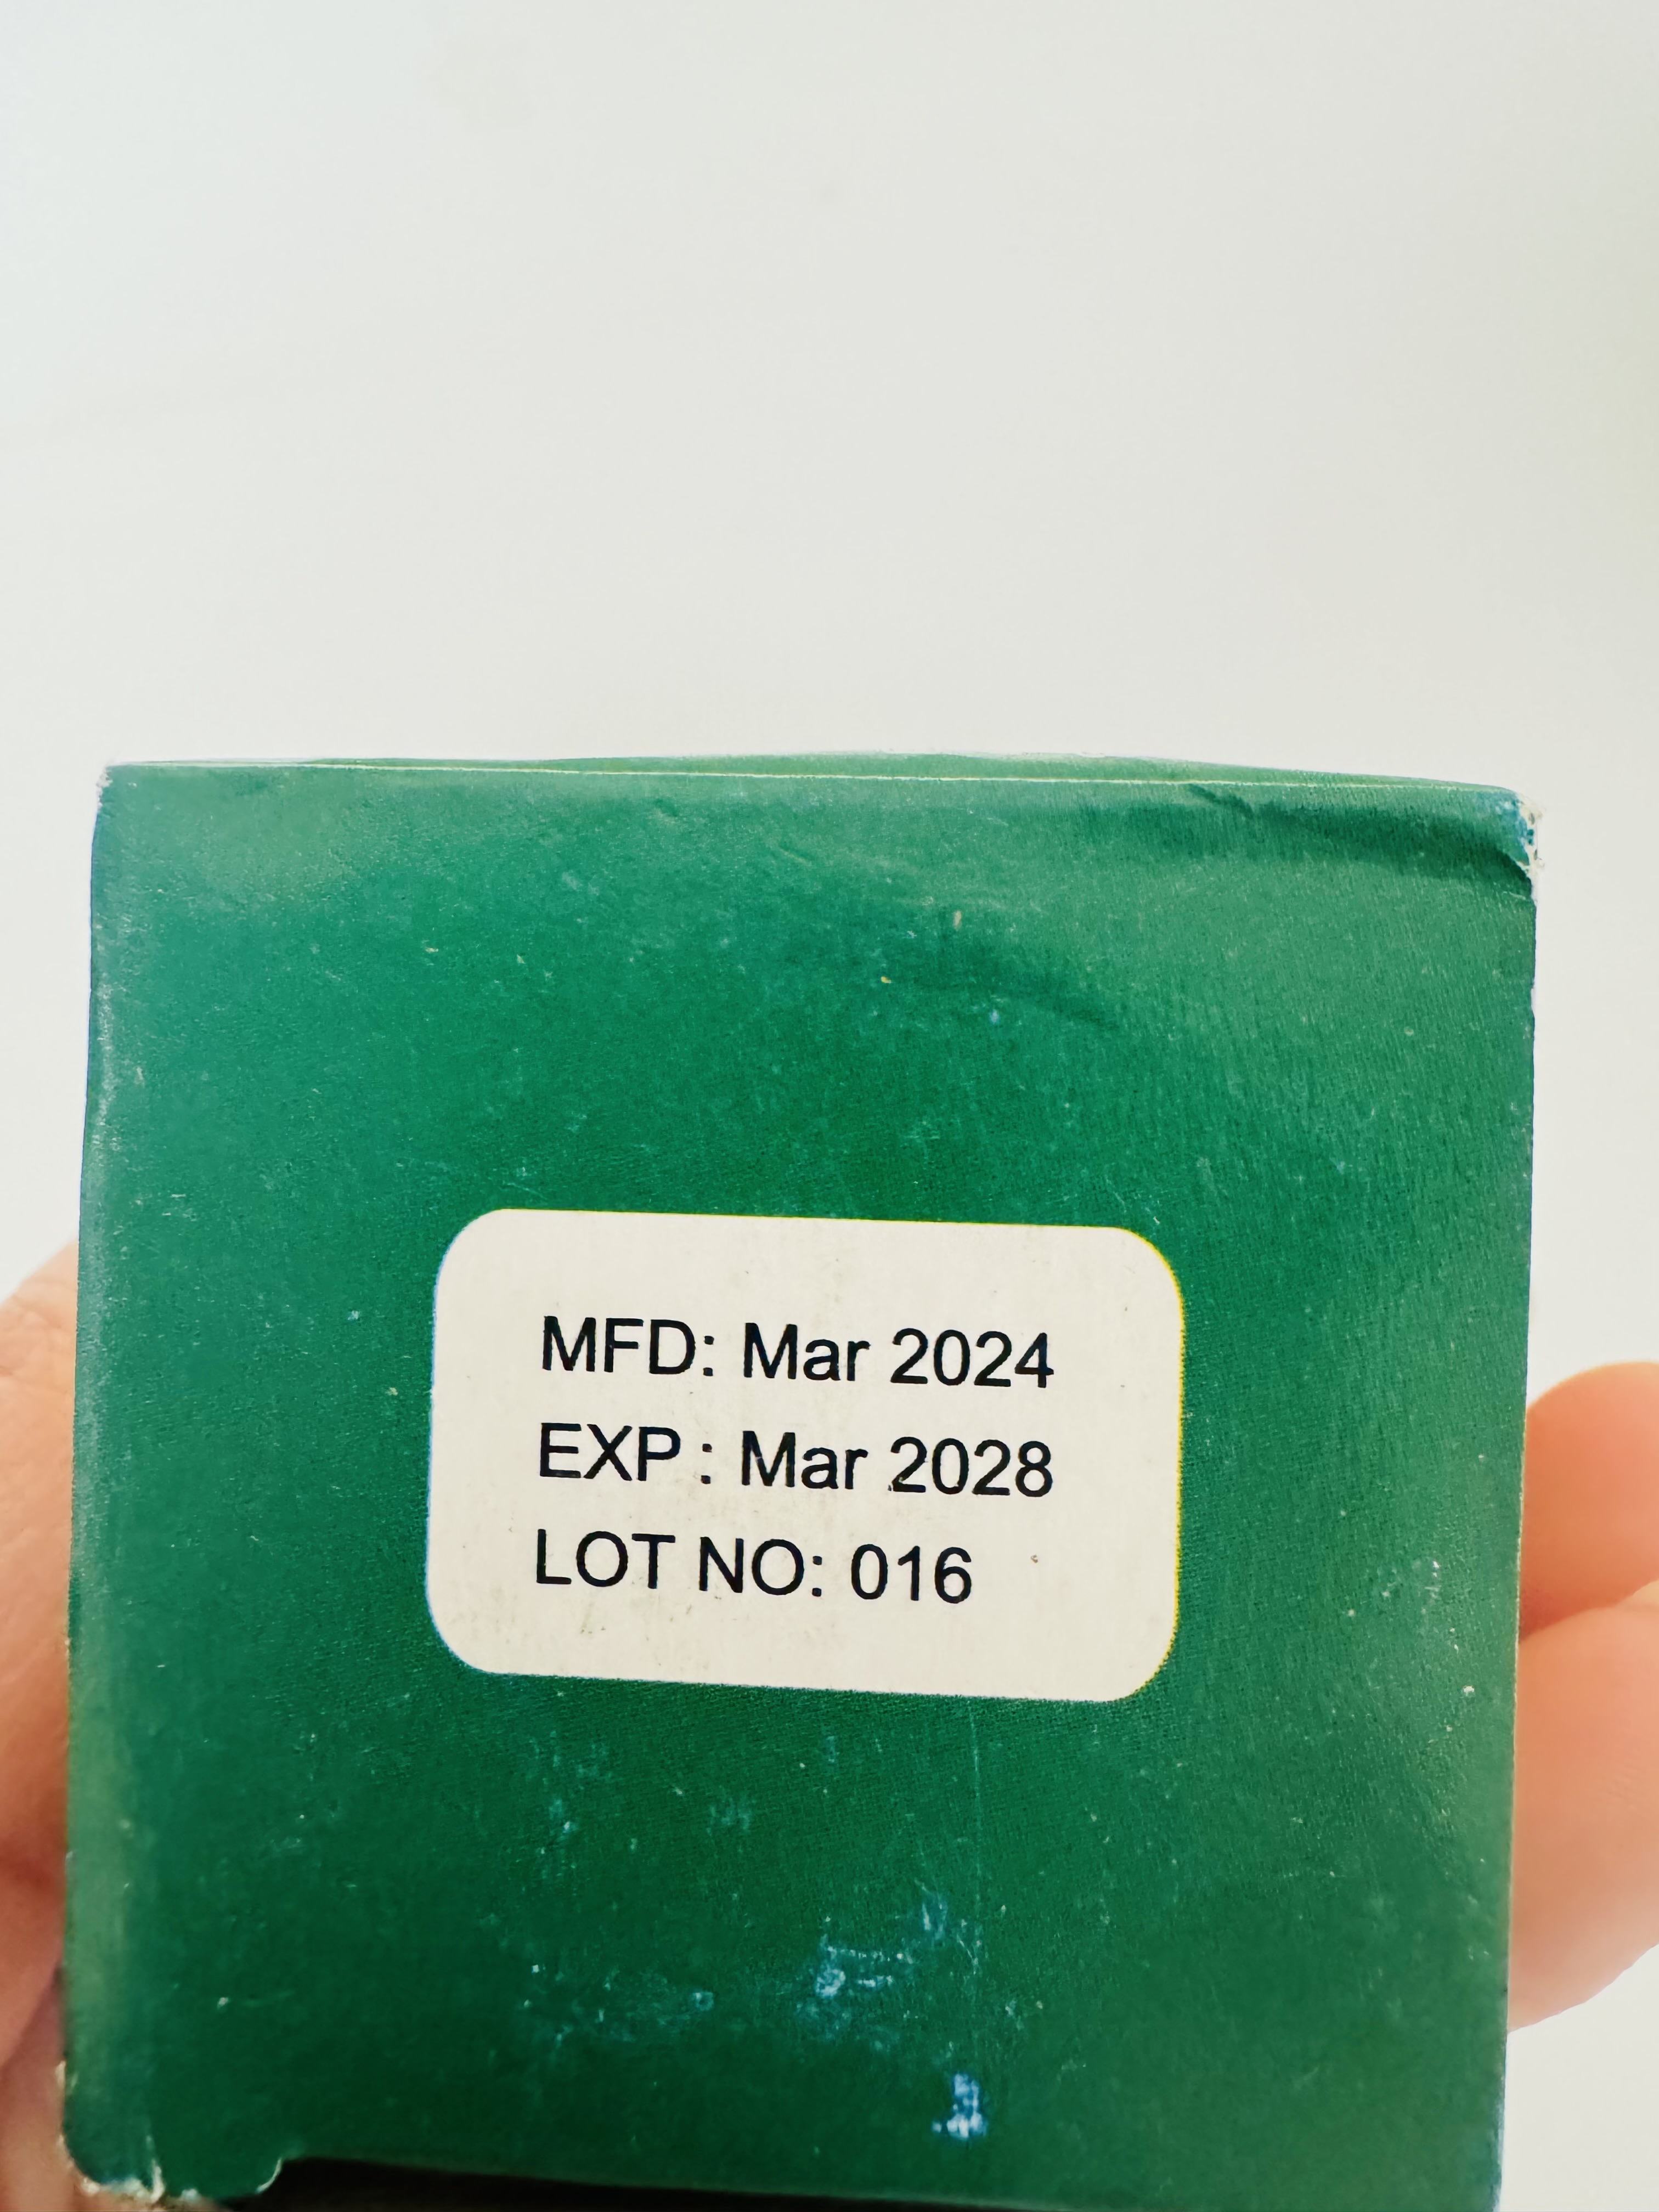 MFD: Mar 2024
EXP : Mar 2028
LOT NO: 016